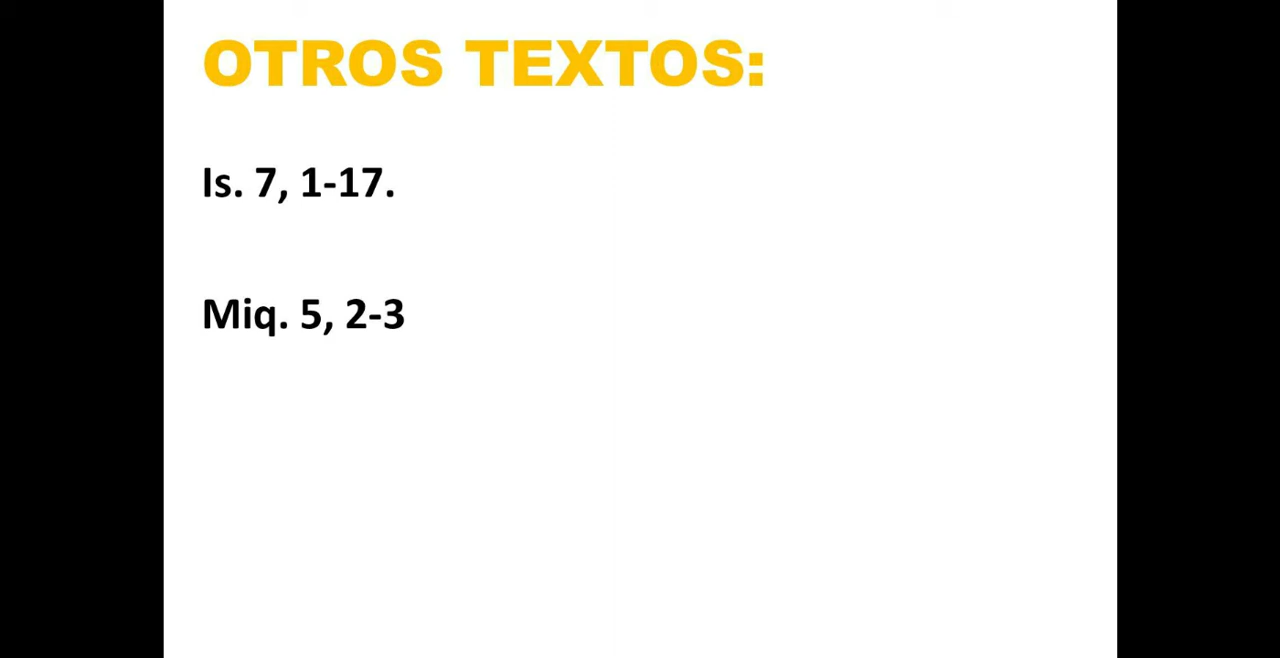 OTROS TEXTOS:
Is. 7, 1-17.
Miq. 5, 2-3